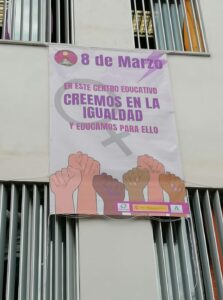 8 de Marzo
EN ESTE CENTRO EDUCATIVO
CREEMOS EN LA
IGUALDAD
Y EDUCAMOS PARA ELLO